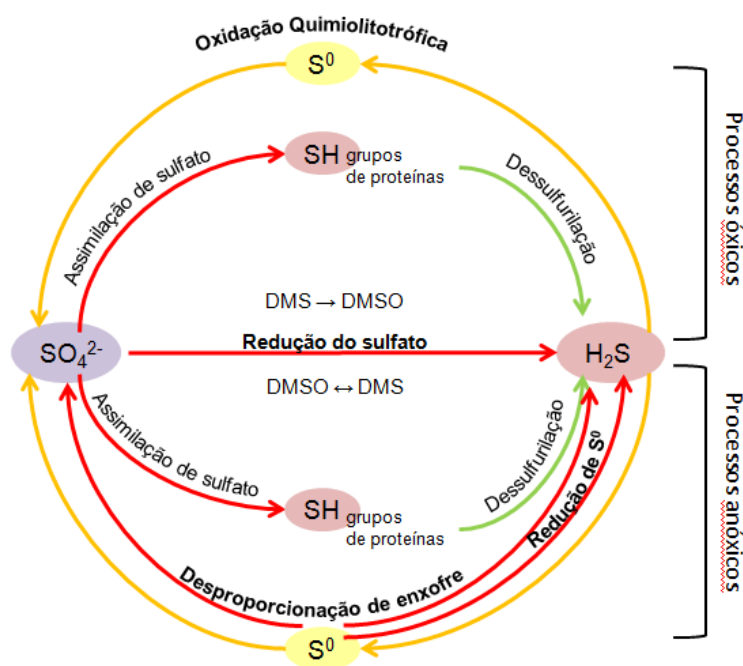 Oxidação Quimiolitotrófica
S⁰
Assimilação de sulfato
SH grupos
de proteínas
Dessulfurilação
Processos óxicos
DMS → DMSO
SO₄²⁻
Redução do sulfato
H₂S
DMSO ↔ DMS
Assimilação de sulfato
SH grupos
de proteínas
Dessulfurilação
Redução de S⁰
Desproporcionação de enxofre
S⁰
Processos anóxicos